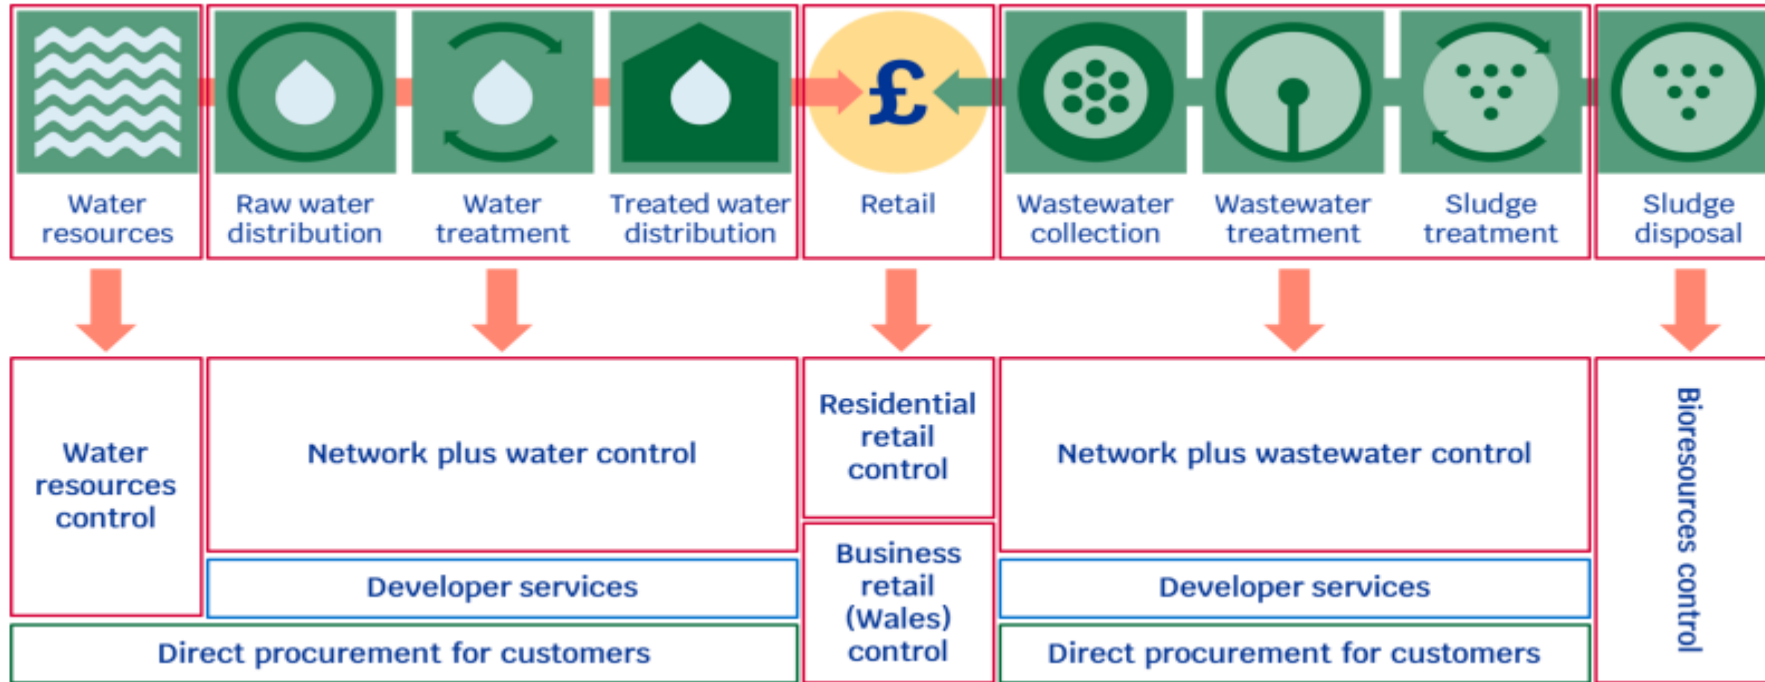 £
Water
resources
Raw water
distribution
Water
treatment
Treated water
distribution
Retail
Wastewater
collection
Wastewater
treatment
Sludge
treatment
Sludge
disposal
Water
resources
control
Network plus water control
Developer services
Direct procurement for customers
Residential
retail
control
Business
retail
(Wales)
control
Network plus wastewater control
Developer services
Direct procurement for customers
Bioresources control